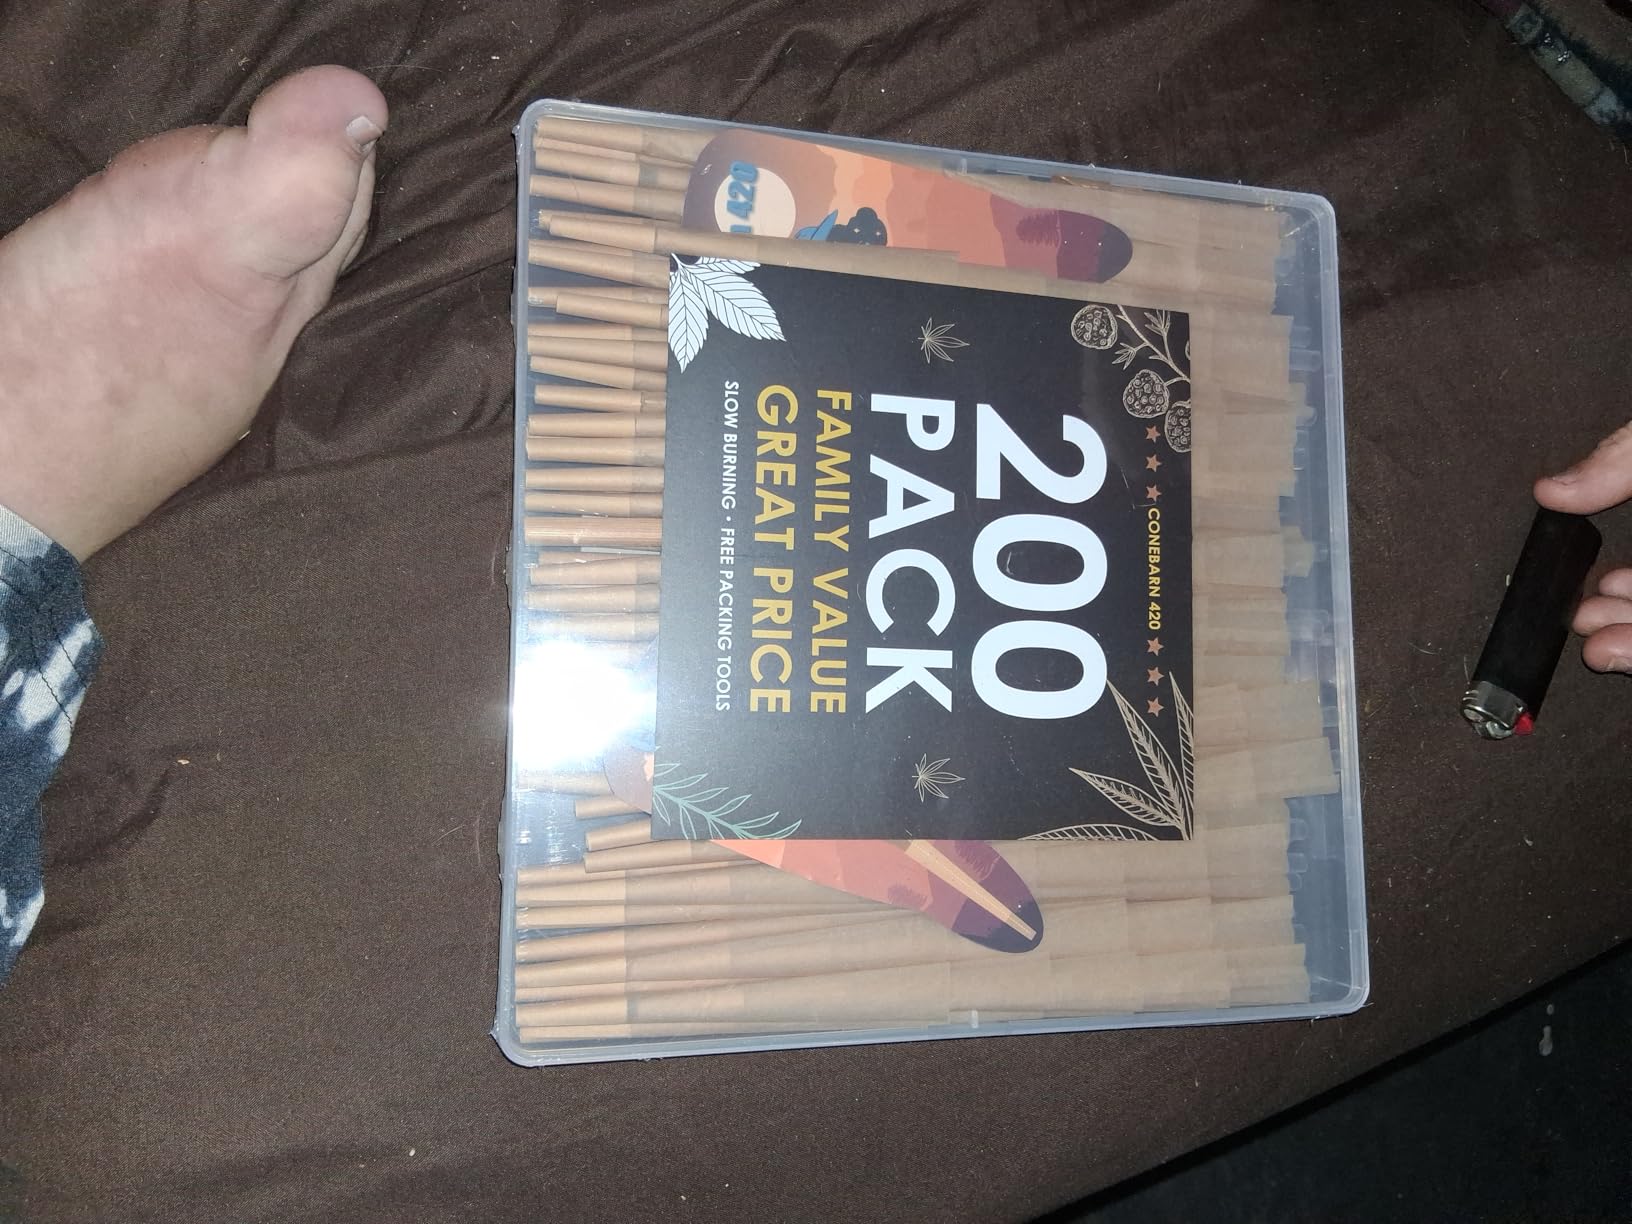 ★ ★ ★ CONEBARN 420 ★ ★ ★
200
PACK
FAMILY VALUE
GREAT PRICE
SLOW BURNING • FREE PACKING TOOLS
420